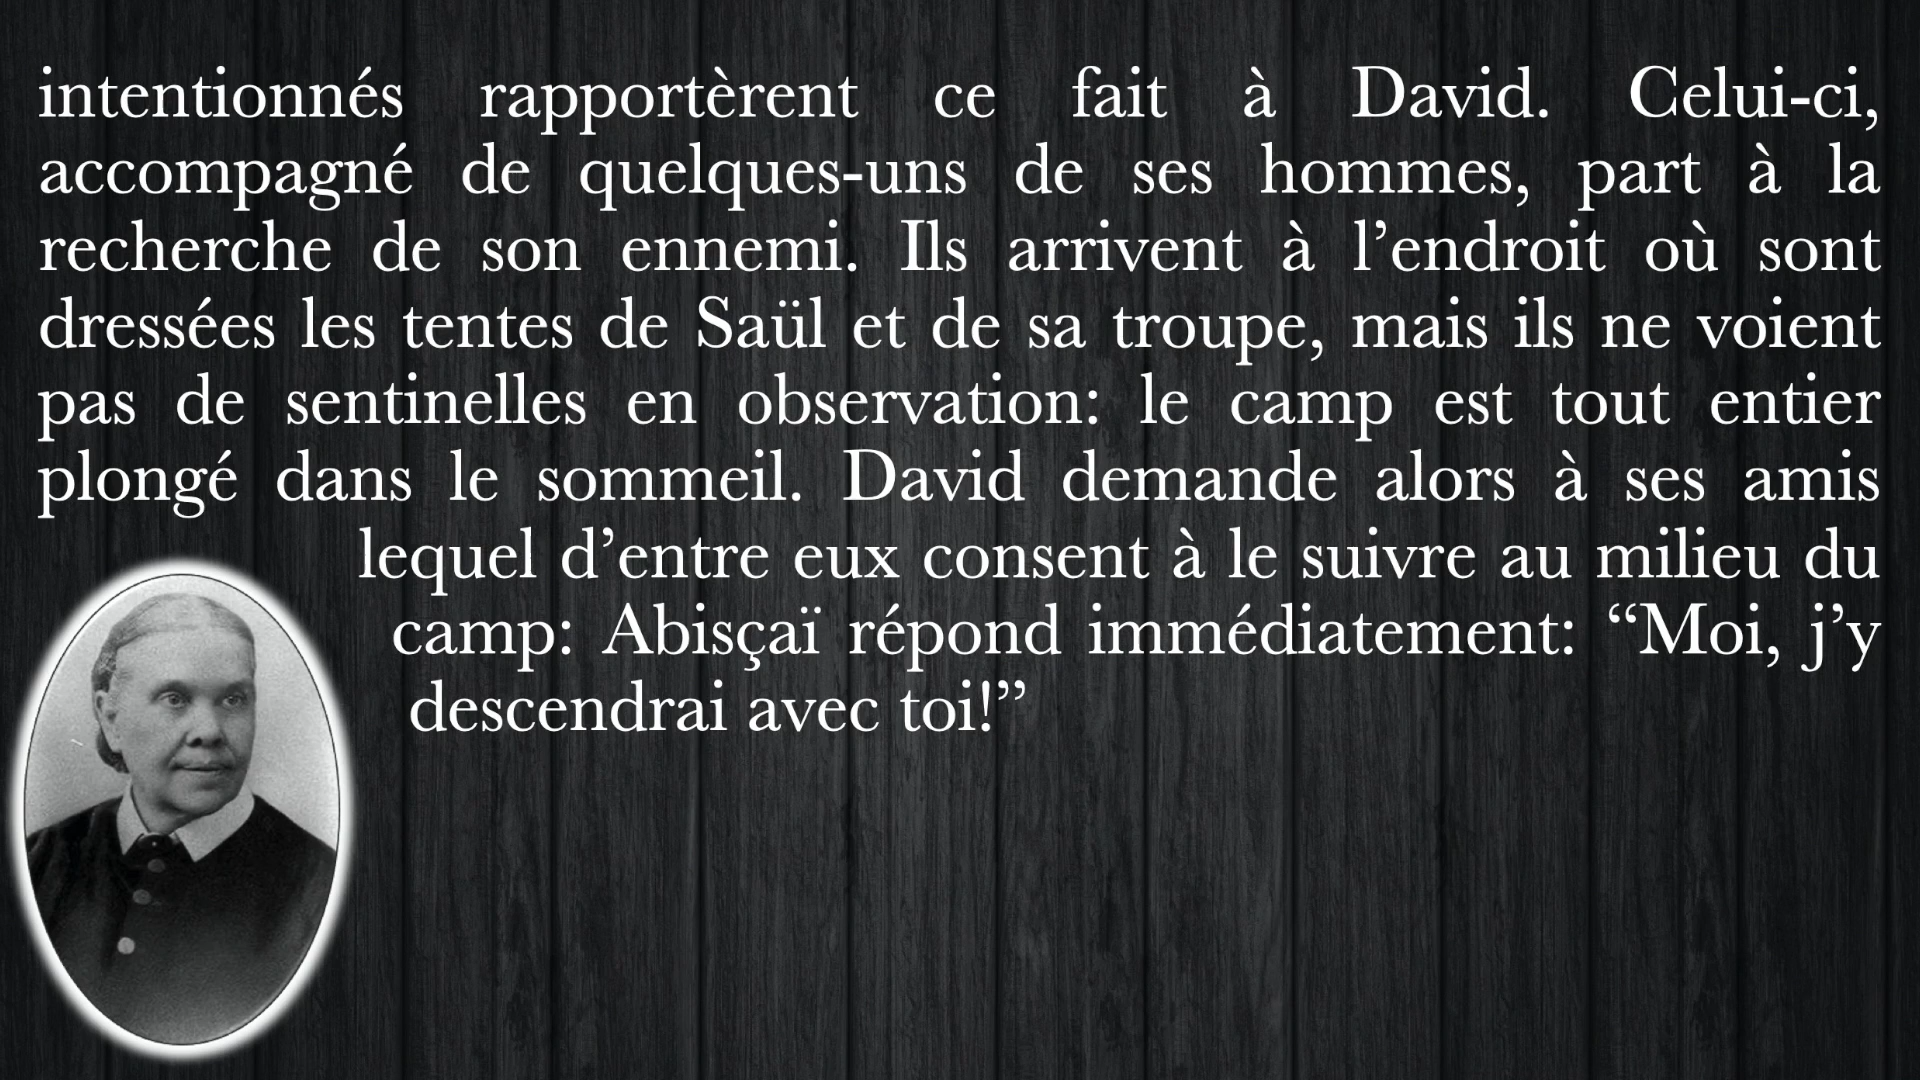 intentionnés rapportèrent ce fait à David. Celui-ci,
accompagné de quelques-uns de ses hommes, part à la
recherche de son ennemi. Ils arrivent à l’endroit où sont
dressées les tentes de Saül et de sa troupe, mais ils ne voient
pas de sentinelles en observation: le camp est tout entier
plongé dans le sommeil. David demande alors à ses amis
lequel d’entre eux consent à le suivre au milieu du
camp: Abisçaï répond immédiatement: “Moi, j’y
descendrai avec toi!”